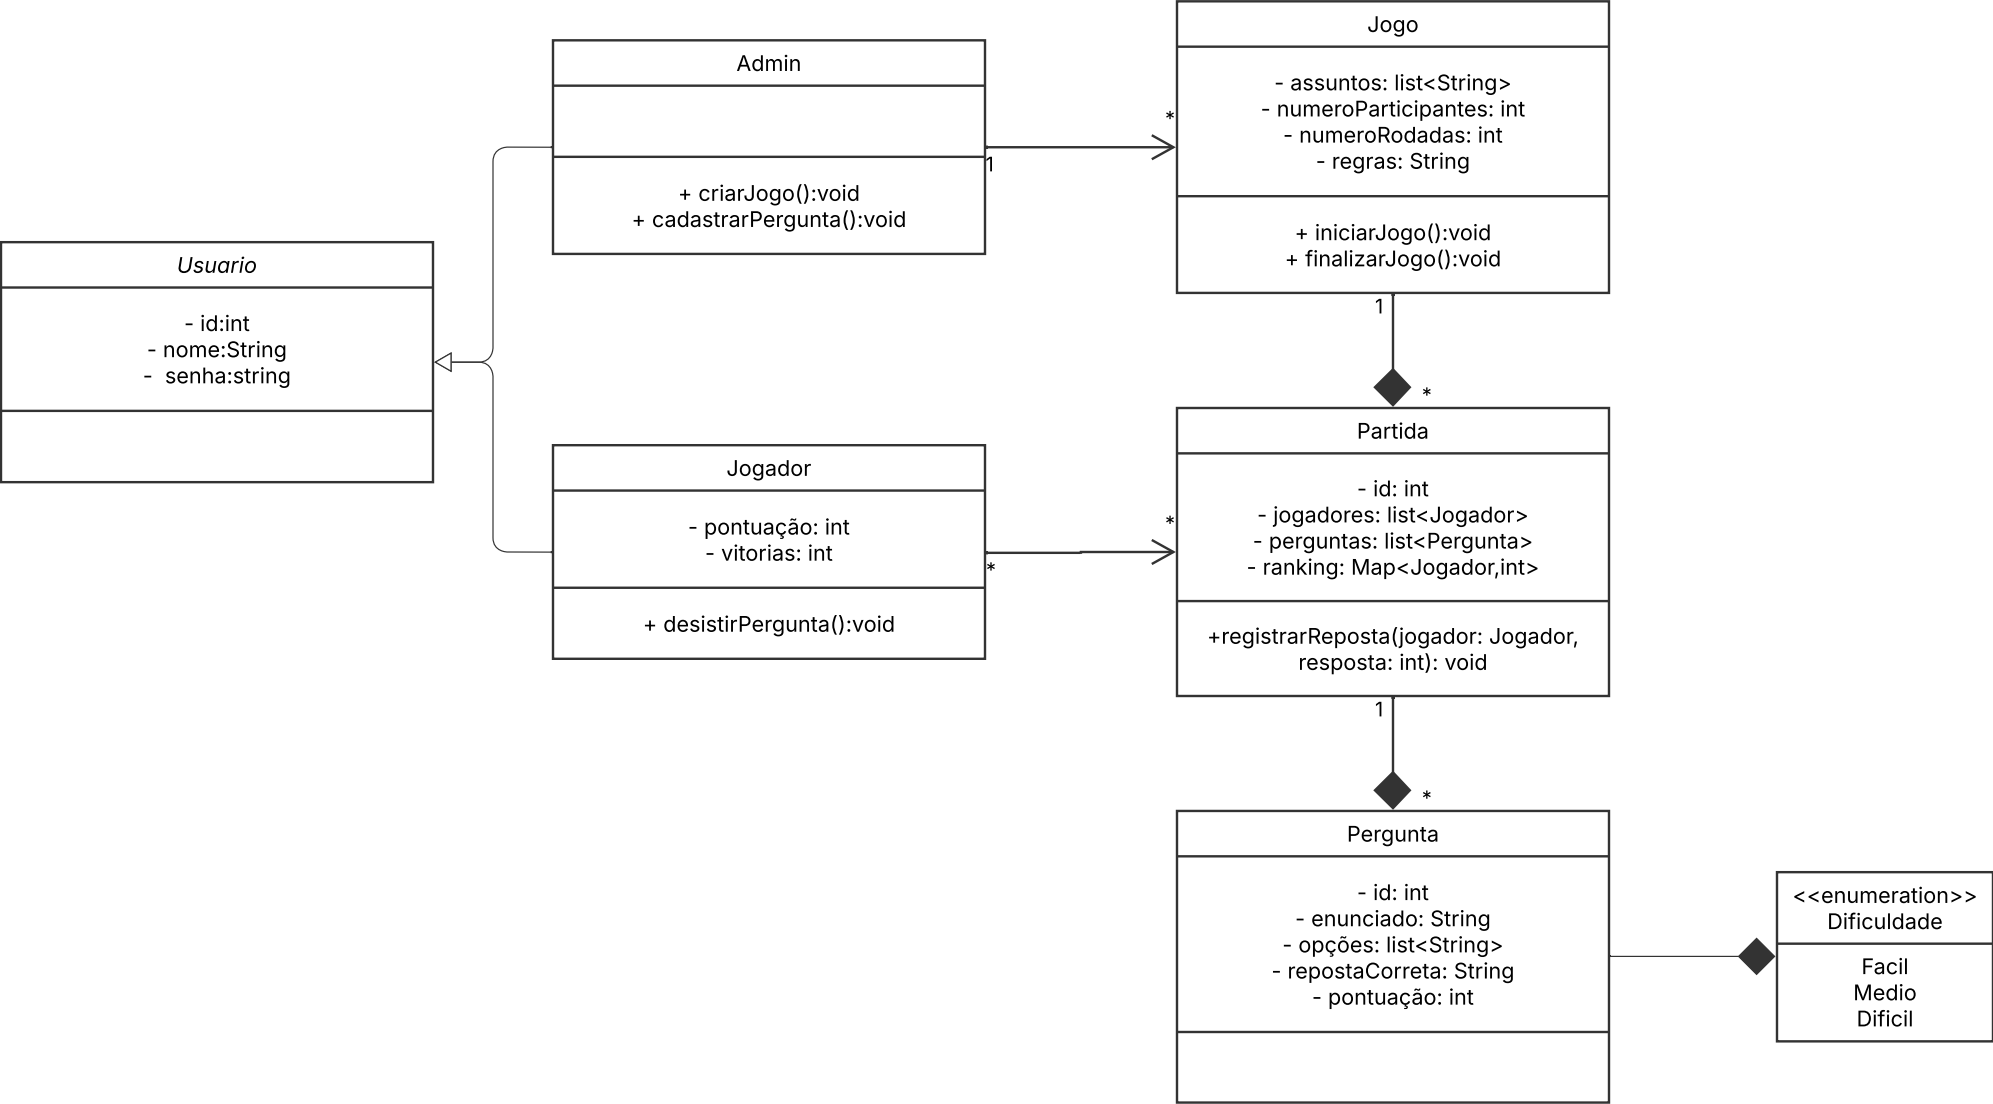 Usuario
- id:int
- nome:String
-  senha:string
Admin
+ criarJogo():void
+ cadastrarPergunta():void
1
*
Jogador
- pontuação: int
- vitorias: int
+ desistirPergunta():void
*
*
Jogo
- assuntos: list<String>
- numeroParticipantes: int
- numeroRodadas: int
- regras: String
+ iniciarJogo():void
+ finalizarJogo():void
1
*
Partida
- id: int
- jogadores: list<Jogador>
- perguntas: list<Pergunta>
- ranking: Map<Jogador,int>
+registrarReposta(jogador: Jogador,
resposta: int): void
1
*
Pergunta
- id: int
- enunciado: String
- opções: list<String>
- repostaCorreta: String
- pontuação: int
<<enumeration>>
Dificuldade
Facil
Medio
Dificil